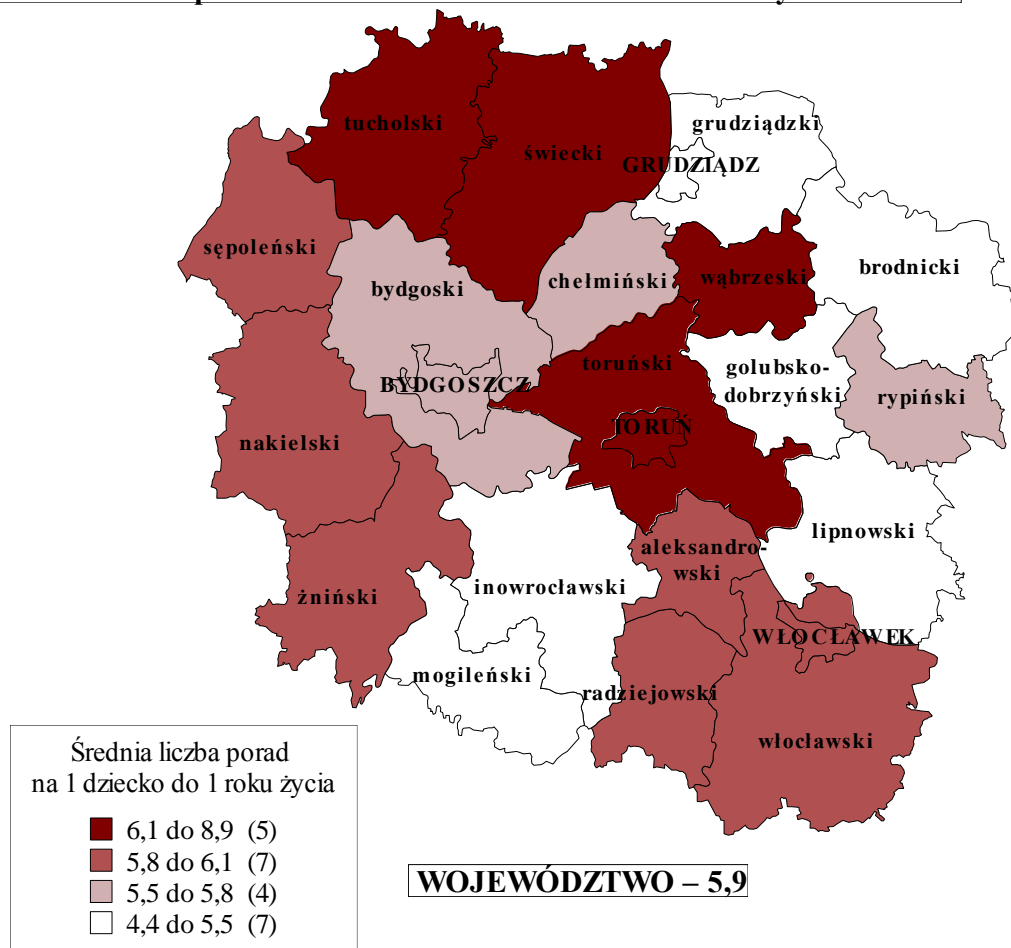 tucholski
grudziądzki
świecki
GRUDZIĄDZ
sępoleński
bydgoski
chełmiński
wąbrzeski
brodnicki
toruński
golubsko-
dobrzyński
rypiński
BYDGOSZCZ
TORUŃ
nakielski
lipnowski
aleksandro-
wski
inowrocławski
żniński
WŁOCŁAWEK
mogileński
radziejowski
włocławski
Średnia liczba porad
na 1 dziecko do 1 roku życia
6,1 do 8,9 (5)
5,8 do 6,1 (7)
5,5 do 5,8 (4)
4,4 do 5,5 (7)
WOJEWÓDZTWO – 5,9